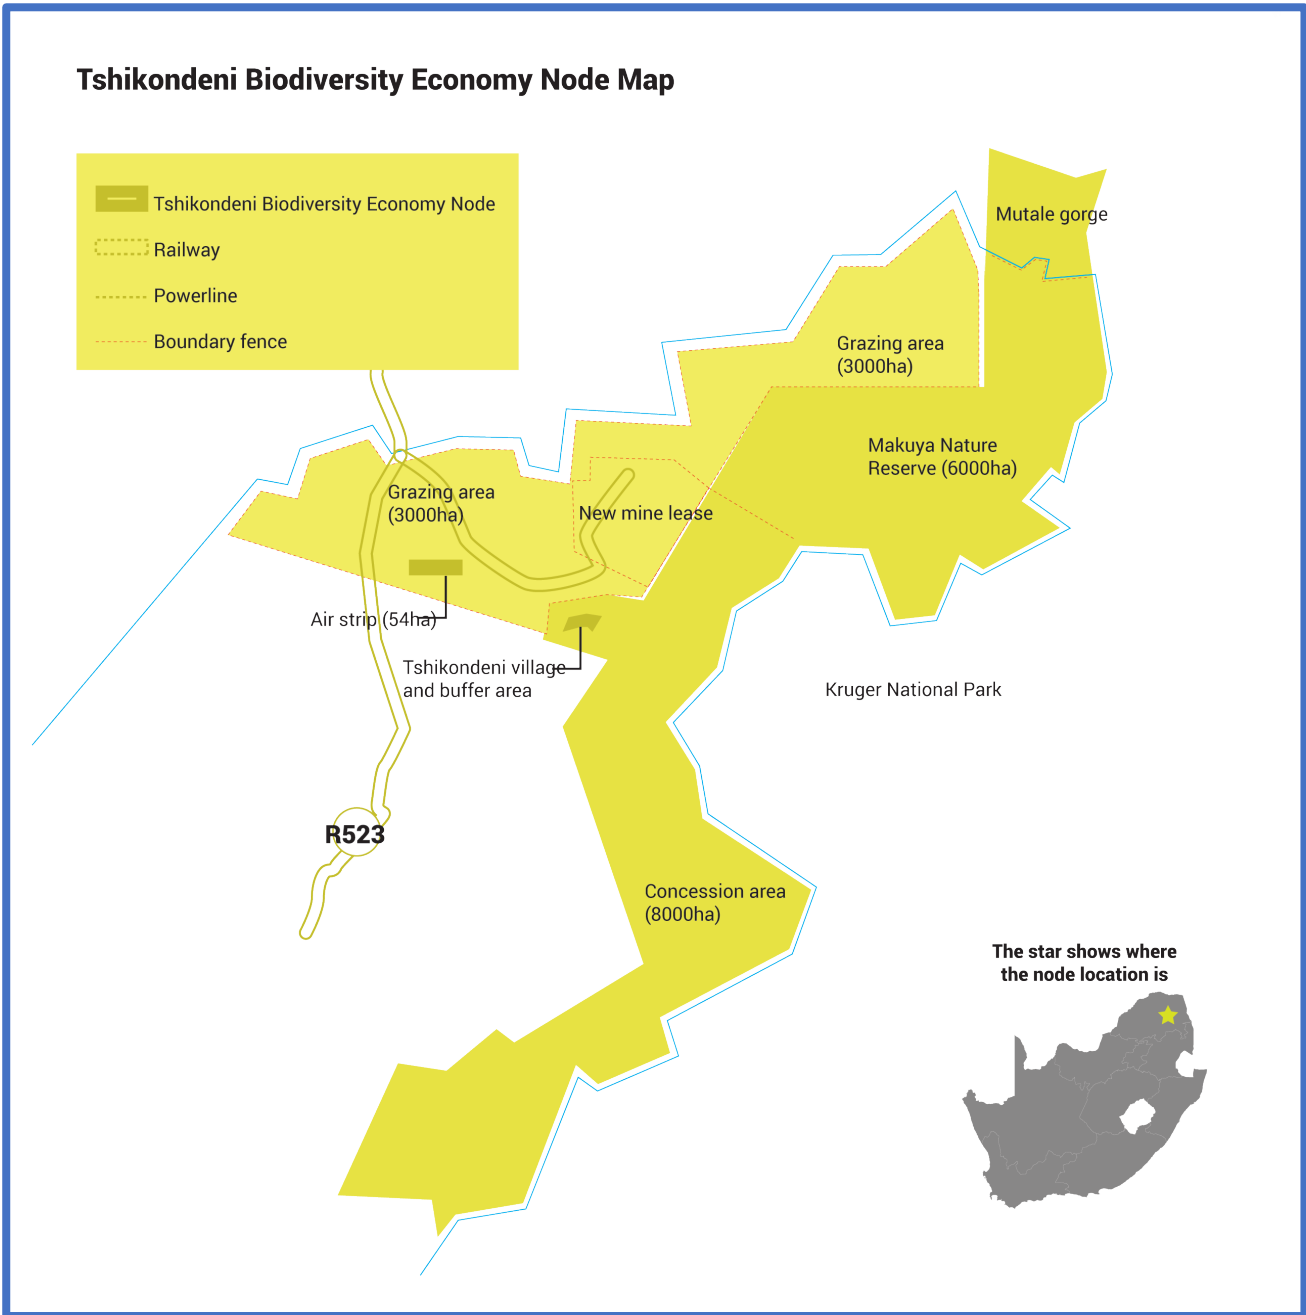 Tshikondeni Biodiversity Economy Node Map
Tshikondeni Biodiversity Economy Node
Railway
Powerline
Boundary fence
Mutale gorge
Grazing area
(3000ha)
Makuya Nature
Reserve (6000ha)
Grazing area
(3000ha)
New mine lease
Air strip (54ha)
Tshikondeni village
and buffer area
Kruger National Park
R523
Concession area
(8000ha)
The star shows where
the node location is